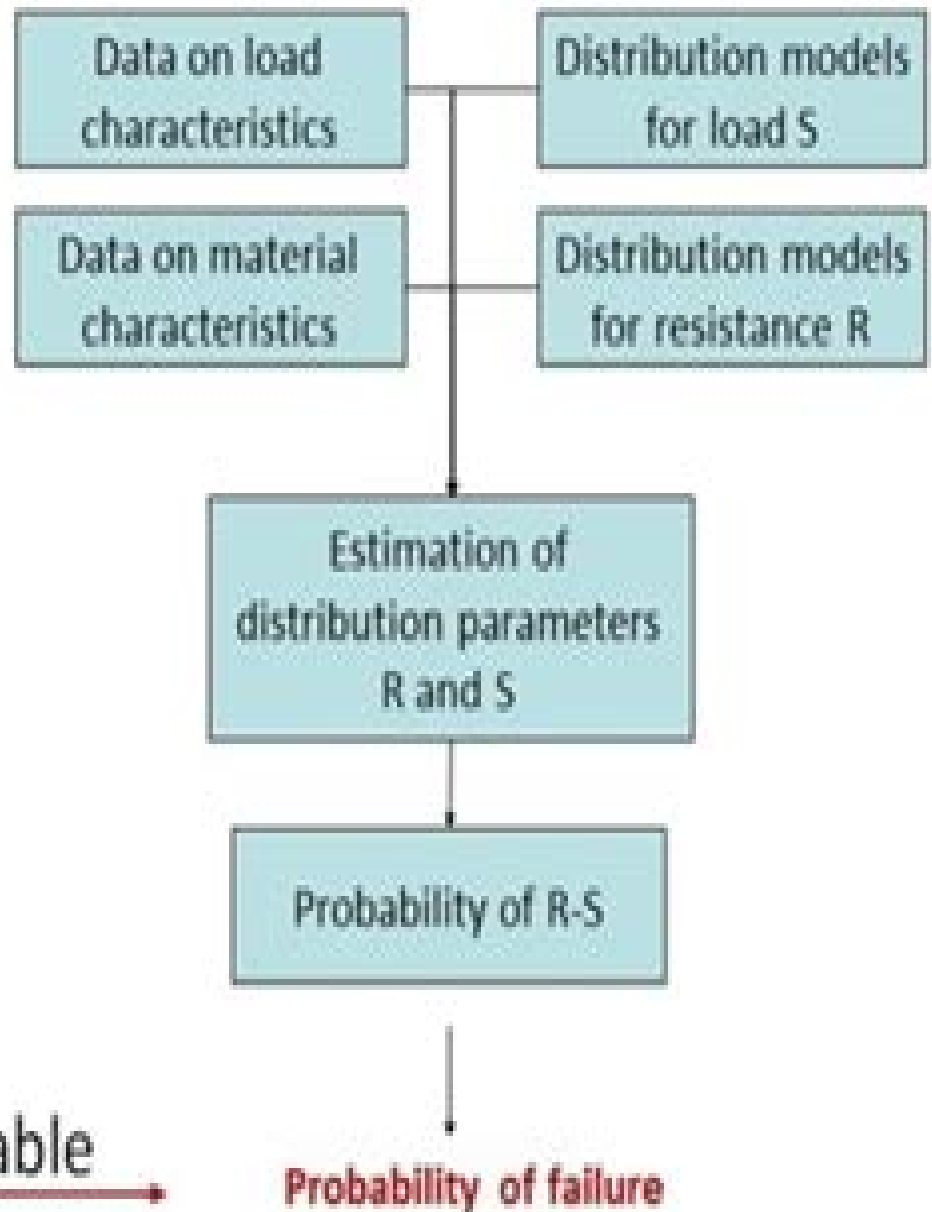 Data on load
characteristics
Distribution models
for load S
Data on material
characteristics
Distribution models
for resistance R
Estimation of
distribution parameters
R and S
Probability of R-S
able
Probability of failure